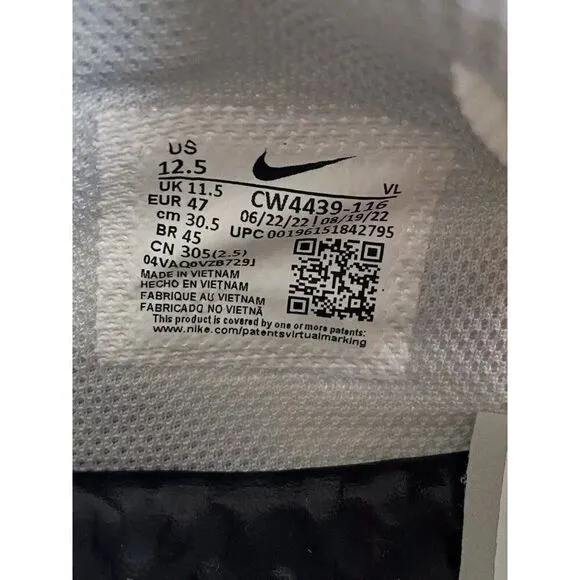 US
12.5
UK 11.5
EUR 47
cm 30.5
BR 45
CN 305(2.5)
VL
CW4439-116
06/22/22 | 08/19/22
UPC 00196151842795
04VAQ0VZB729J
MADE IN VIETNAM
HECHO EN VIETNAM
FABRIQUE AU VIETNAM
FABRICADO NO VIETNÃ
This product is covered by one or more patents:
www.nike.com/patentsvirtualmarking